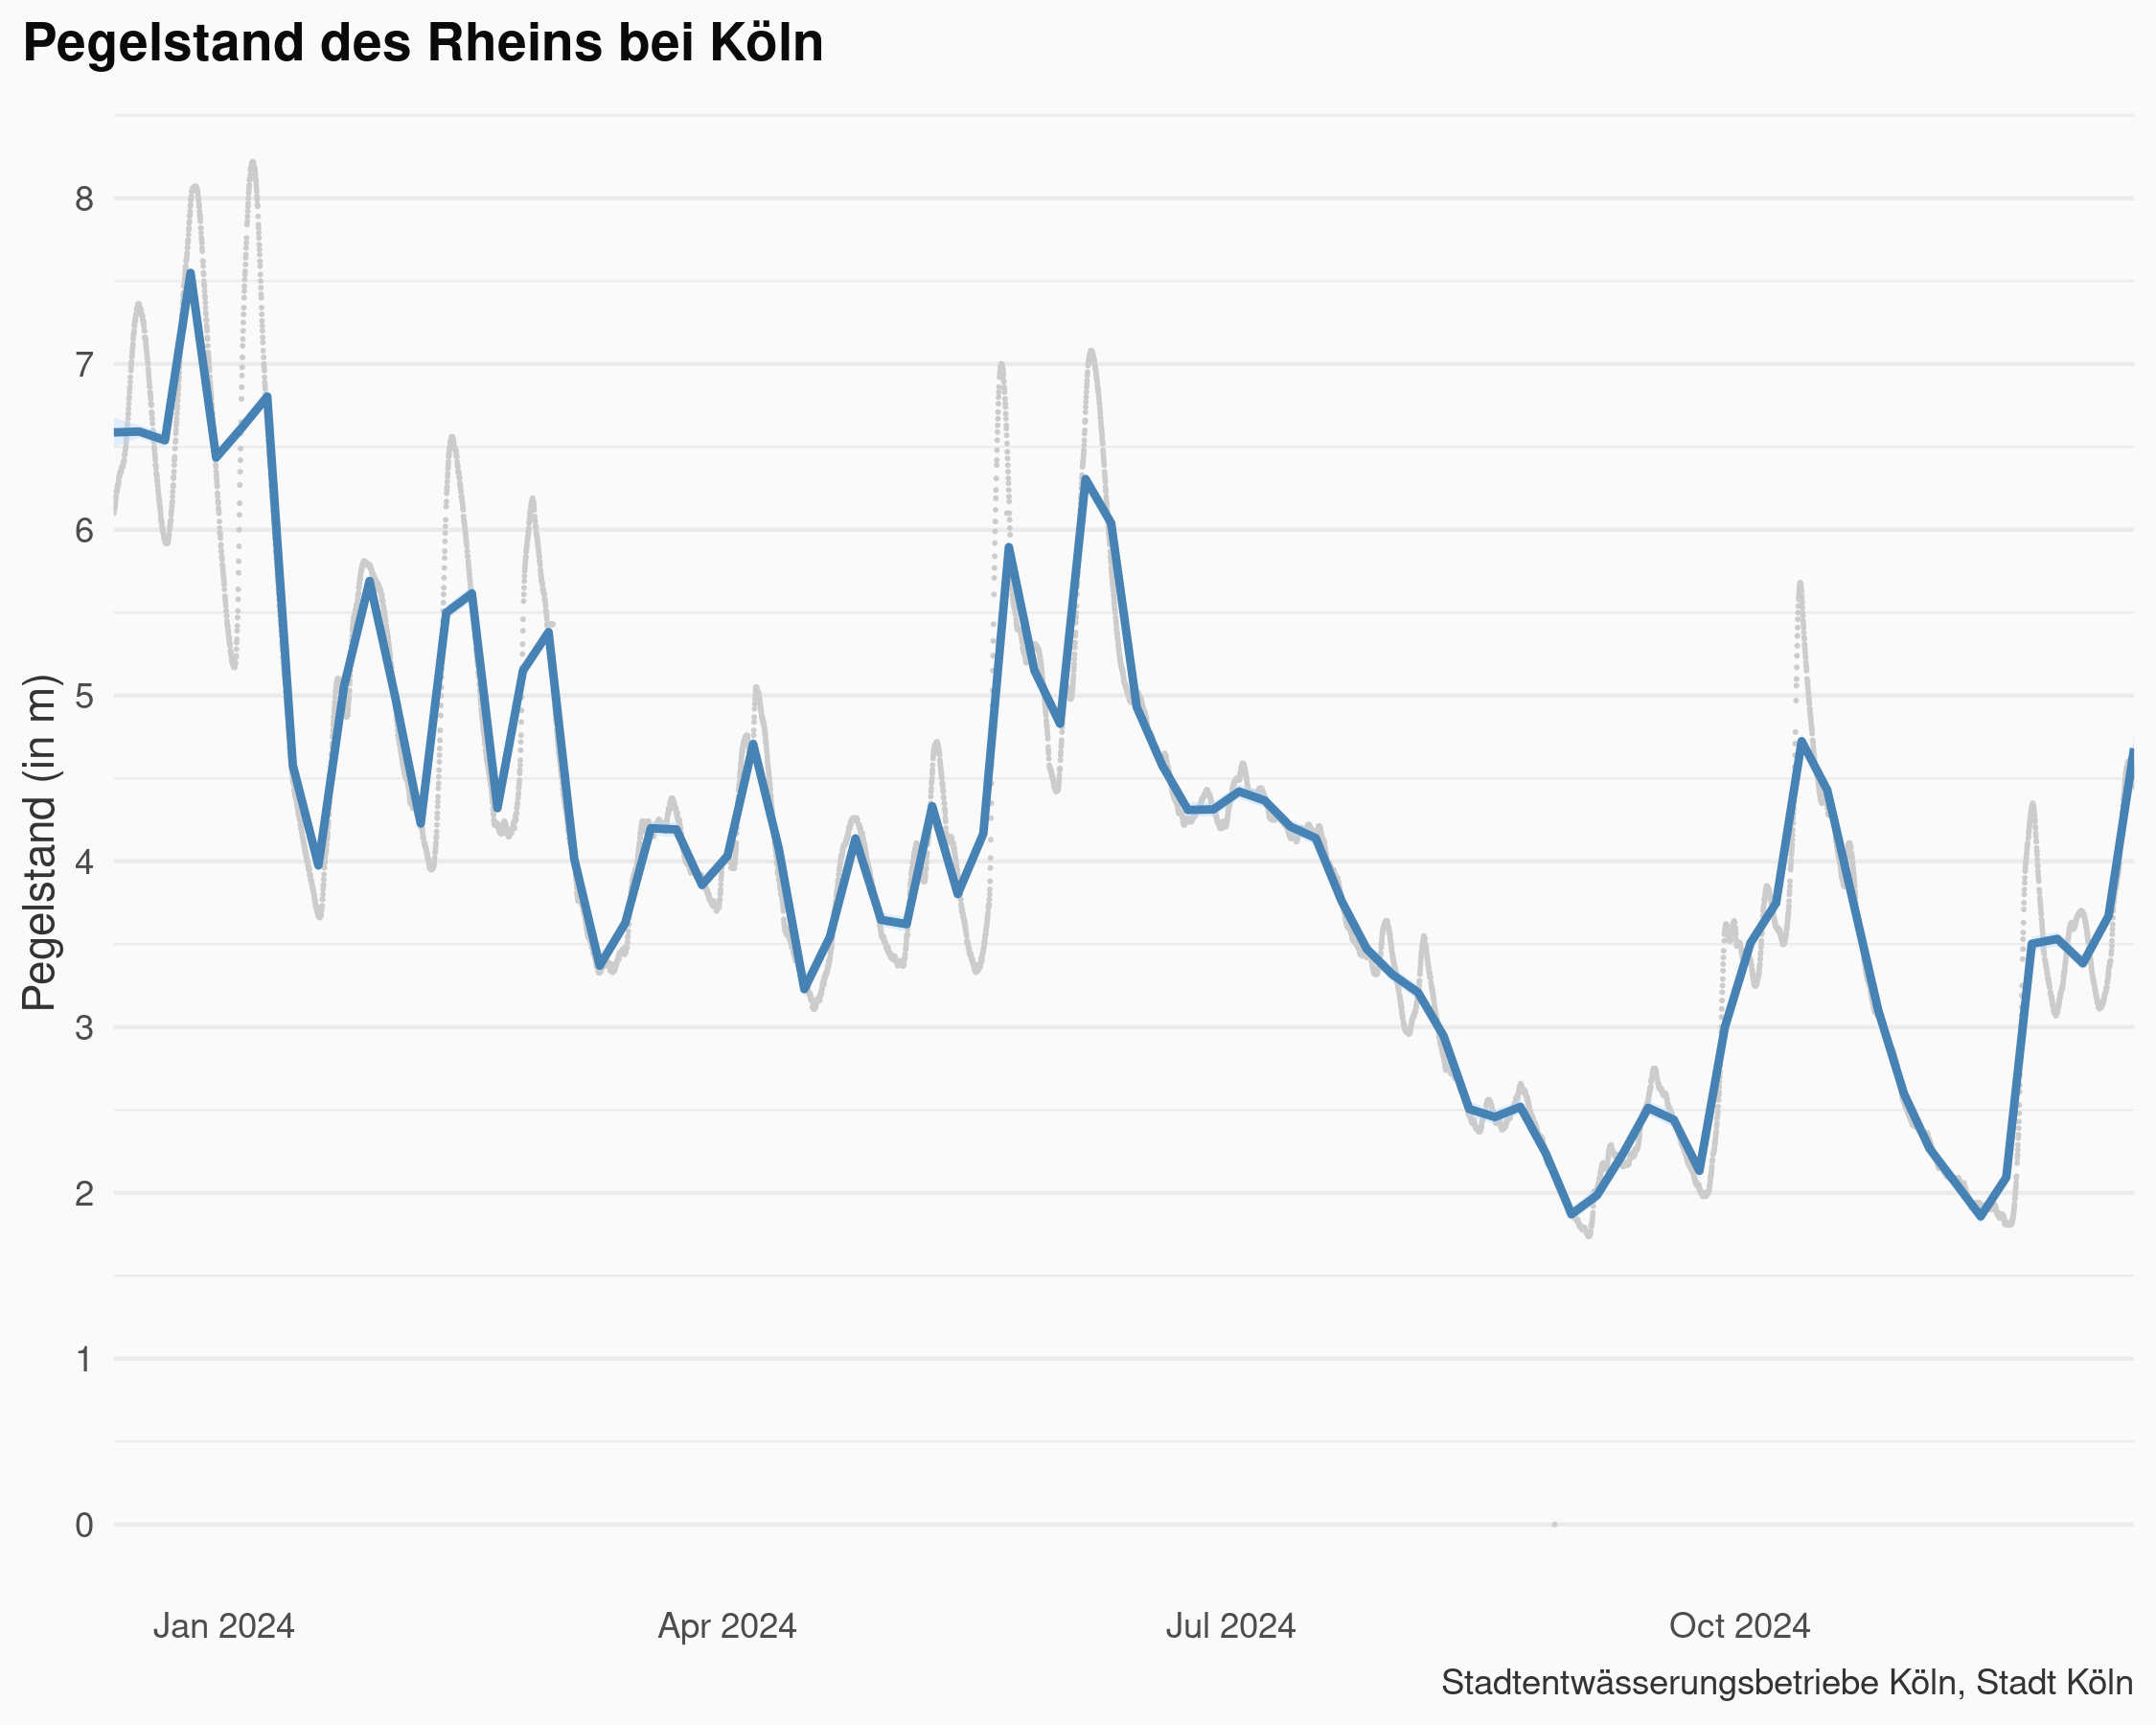 Pegelstand des Rheins bei Köln
Pegelstand (in m)
8
7
6
5
4
3
2
1
0
Jan 2024 Apr 2024 Jul 2024 Oct 2024
Stadtentwässerungsbetriebe Köln, Stadt Köln